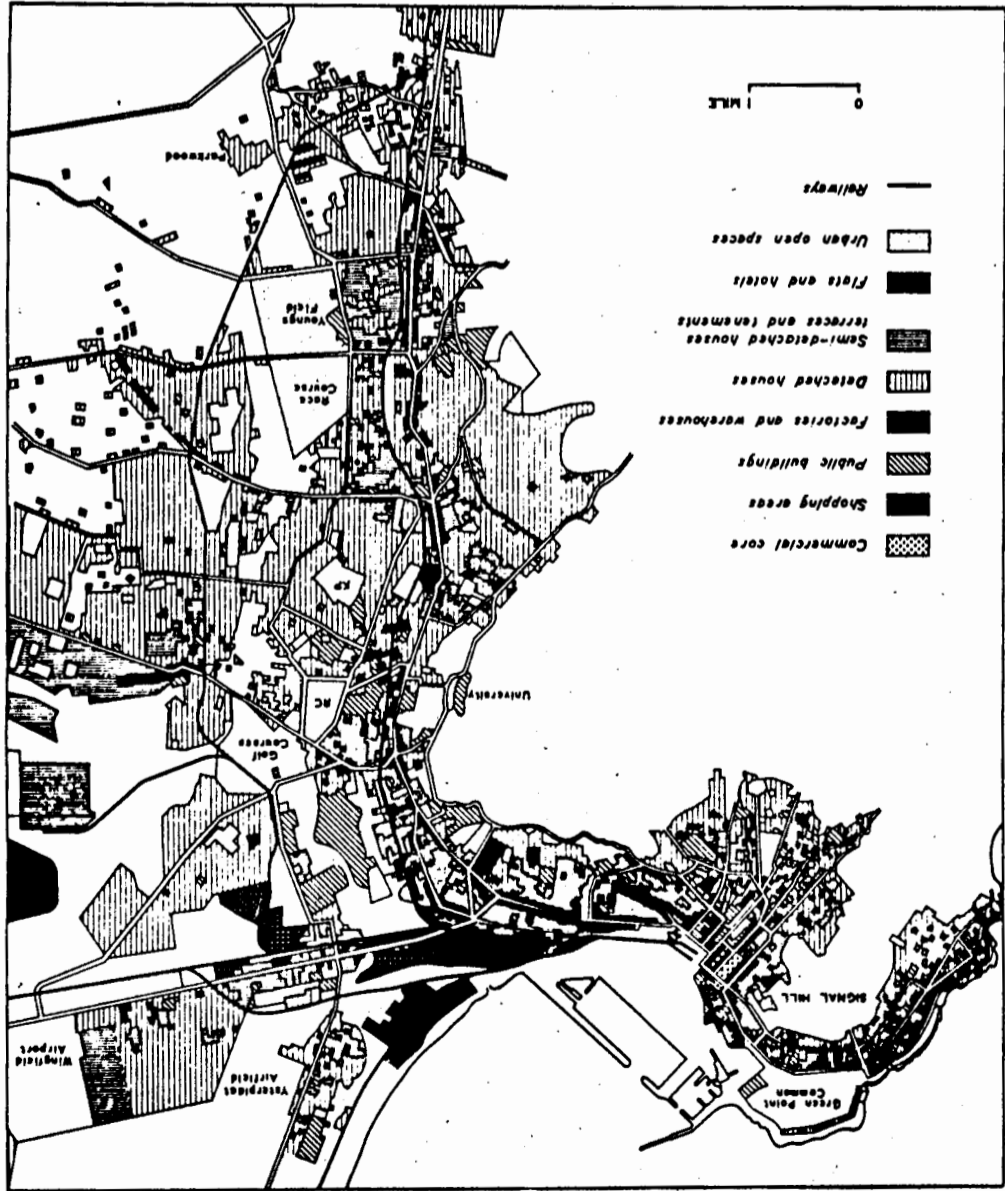 Green Point
Common
SIGNAL HILL
Ysterplaat
Airfield
Wingfield
Airport
Golf
Courses
University
RC
KP
Race
Course
Youngs
Field
Parkwood
Commercial core
Shopping areas
Public buildings
Factories and warehouses
Detached houses
Semi-detached houses
terraces and tenements
Flats and hotels
Urban open spaces
Railways
0 1 MILE